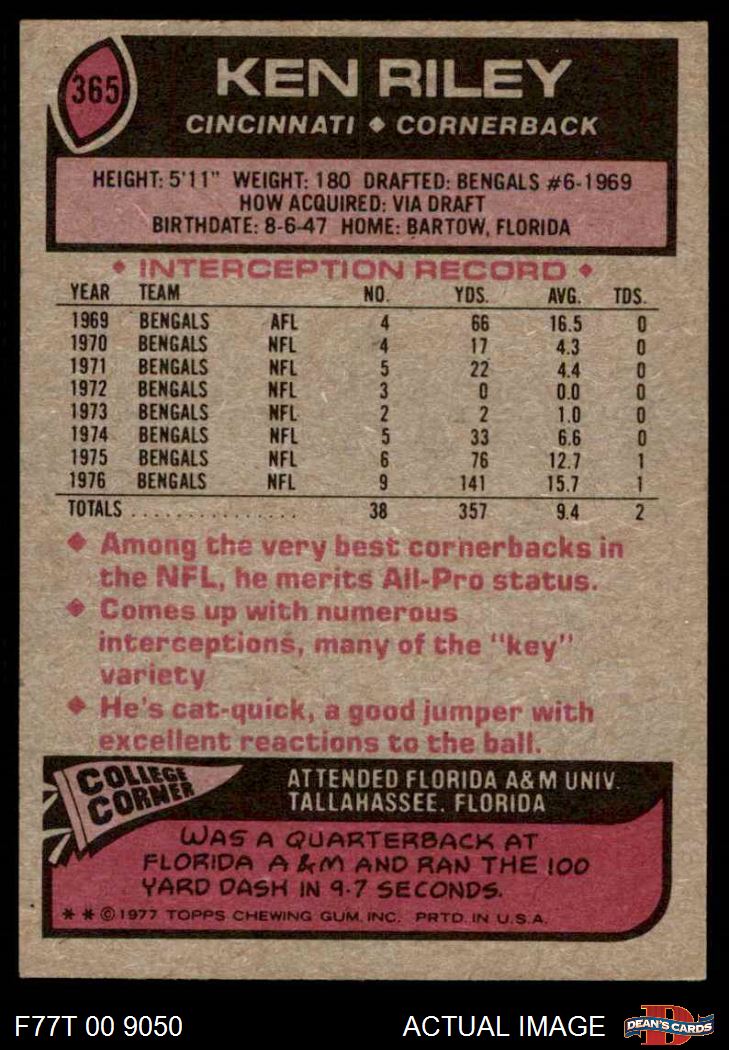 365
KEN RILEY
CINCINNATI ◆ CORNERBACK
HEIGHT: 5'11" WEIGHT: 180 DRAFTED: BENGALS #6-1969
HOW ACQUIRED: VIA DRAFT
BIRTHDATE: 8-6-47 HOME: BARTOW, FLORIDA
◆ INTERCEPTION RECORD ◆
YEAR TEAM NO. YDS. AVG. TDS.
1969 BENGALS AFL 4 66 16.5 0
1970 BENGALS NFL 4 17 4.3 0
1971 BENGALS NFL 5 22 4.4 0
1972 BENGALS NFL 3 0 0.0 0
1973 BENGALS NFL 2 2 1.0 0
1974 BENGALS NFL 5 33 6.6 0
1975 BENGALS NFL 6 76 12.7 1
1976 BENGALS NFL 9 141 15.7 1
TOTALS . . . . . . . . . . . . . . . 38 357 9.4 2
◆ Among the very best cornerbacks in
the NFL, he merits All-Pro status.
◆ Comes up with numerous
interceptions, many of the "key"
variety
◆ He's cat-quick, a good jumper with
excellent reactions to the ball.
COLLEGE
CORNER
ATTENDED FLORIDA A&M UNIV.
TALLAHASSEE. FLORIDA
WAS A QUARTERBACK AT
FLORIDA A & M AND RAN THE 100
YARD DASH IN 9.7 SECONDS.
* * © 1977 TOPPS CHEWING GUM, INC. PRTD. IN U.S.A.
F77T 00 9050
ACTUAL IMAGE
D
DEAN'S CARDS